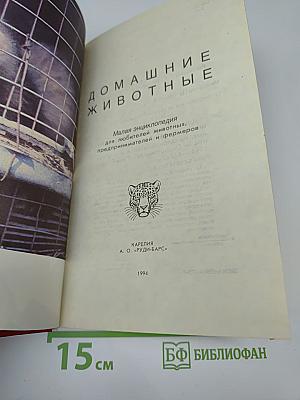 ДОМАШНИЕ
ЖИВОТНЫЕ
Малая энциклопедия
для любителей животных,
предпринимателей и фермеров
КАРЕЛИЯ
А. О. «РУДИ-БАРС»
1994
15 см
БФ БИБЛИОФАН